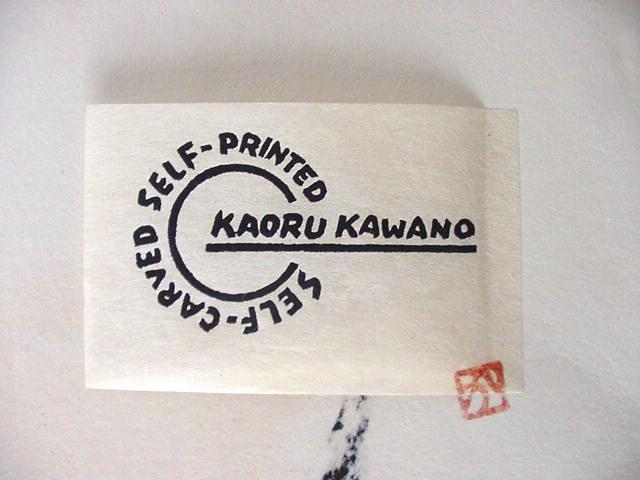 SELF-CARVED SELF-PRINTED
KAORU KAWANO